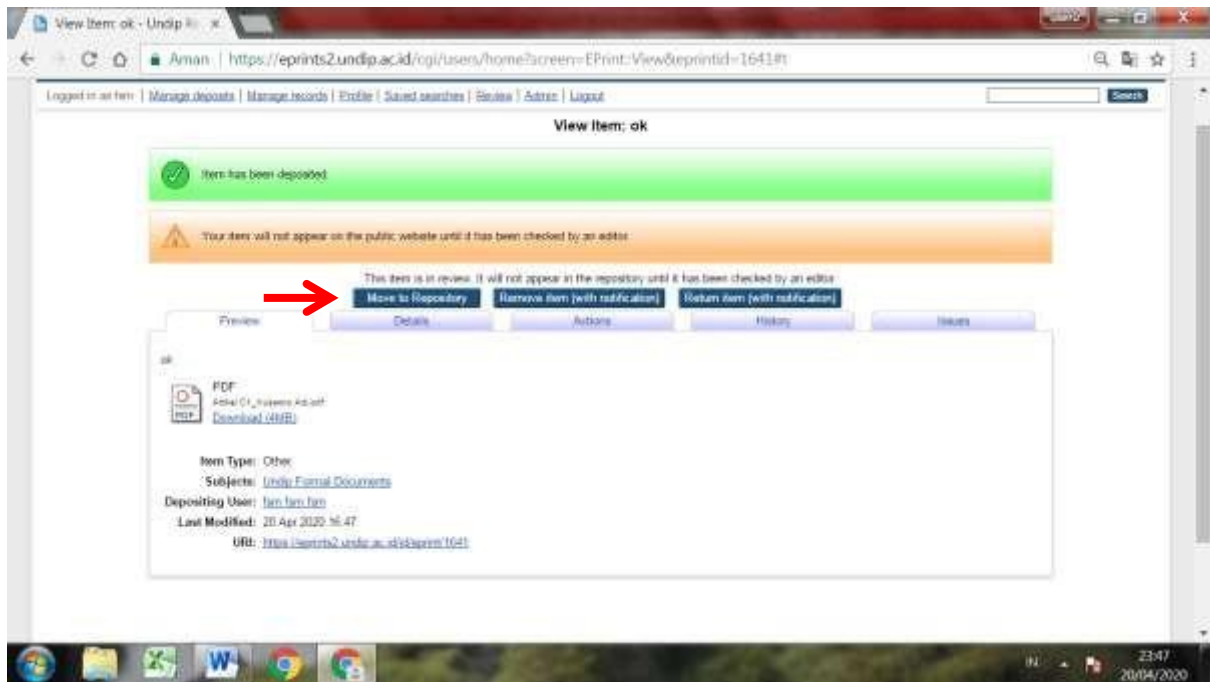 View Item: ok - Undip
Aman | https://eprints2.undip.ac.id/cgi/users/home?screen=EPrint::View&eprintid=1641#t
Logged in as fam | Manage deposits | Manage records | Profile | Saved searches | Review | Admin | Logout
Search
View Item: ok
Item has been deposited.
Your item will not appear on the public website until it has been checked by an editor.
This item is in review. It will not appear in the repository until it has been checked by an editor.
Move to Repository Remove item (with notification) Return item (with notification)
Preview Details Actions History Issues
ok
PDF
PDF
Download (4MB)
Item Type: Other
Subjects: Undip Formal Documents
Depositing User: fam fam fam
Last Modified: 20 Apr 2020 16:47
URI: https://eprints2.undip.ac.id/id/eprint/1641
IN 23:47
20/04/2020